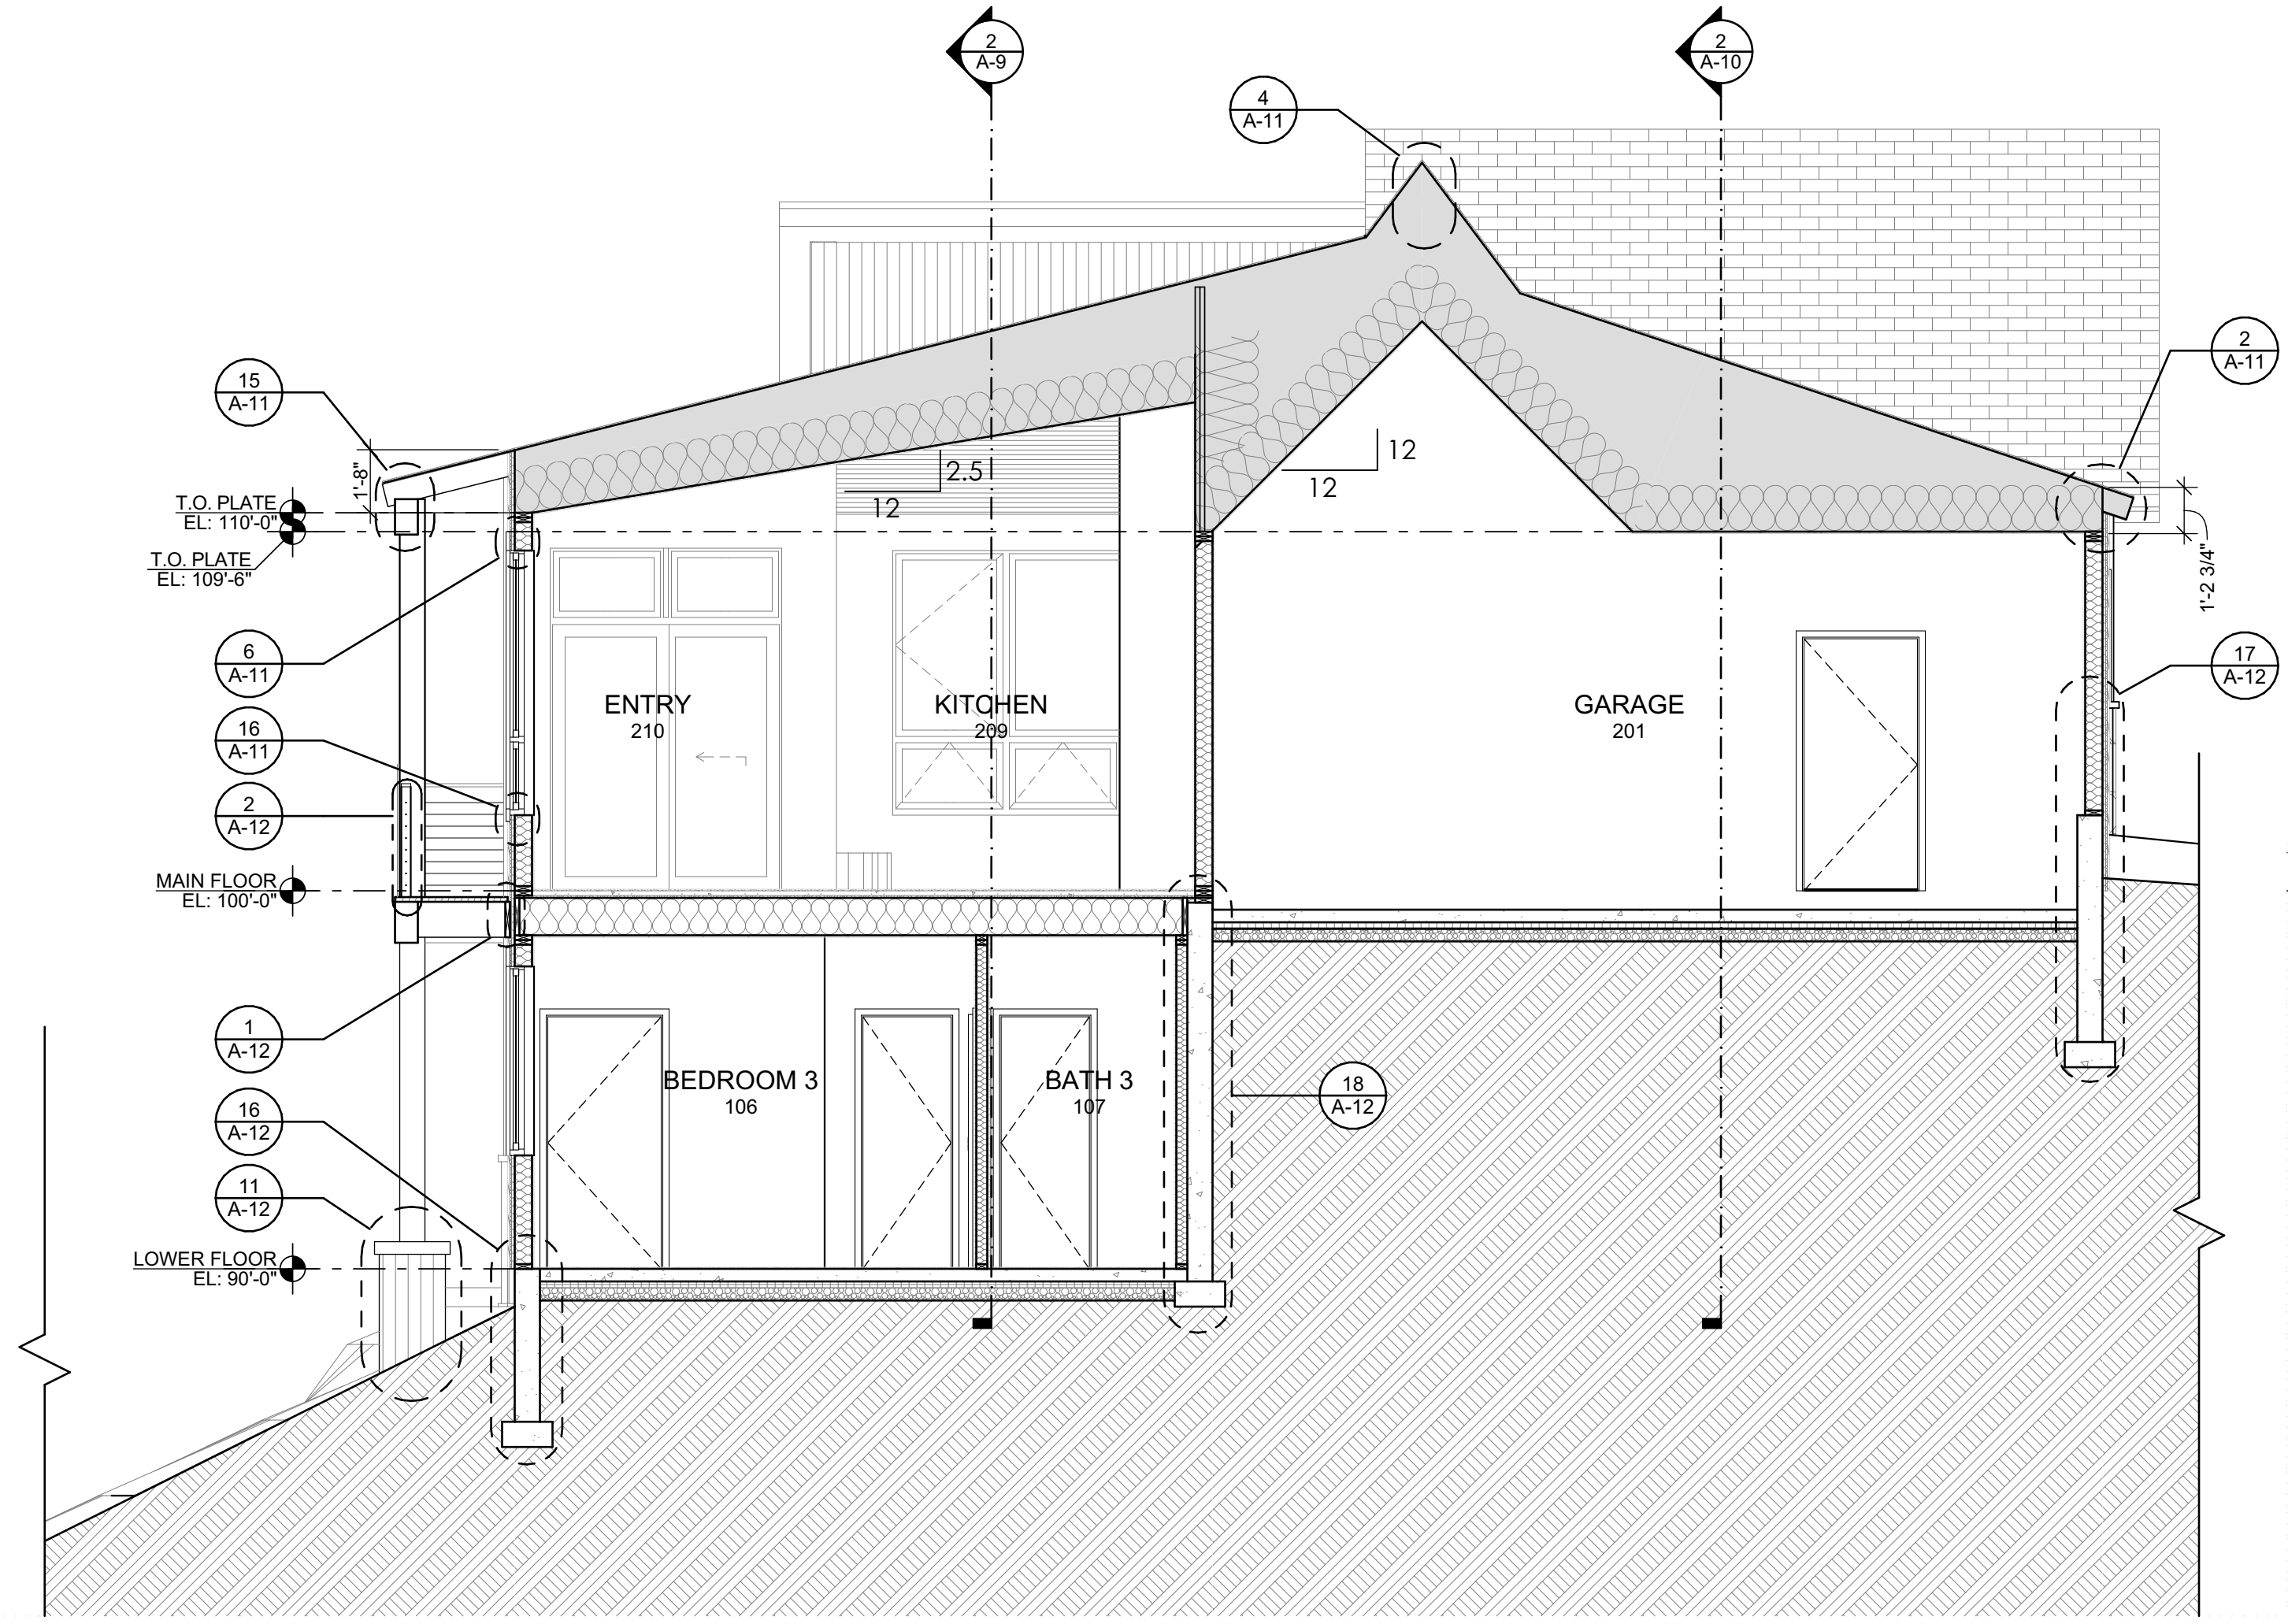 2
A-9
2
A-10
4
A-11
2
A-11
15
A-11
1'-8"
T.O. PLATE
EL: 110'-0"
T.O. PLATE
EL: 109'-6"
2.5
12
12
12
1'-2 3/4"
6
A-11
17
A-12
ENTRY
210
KITCHEN
209
GARAGE
201
16
A-11
2
A-12
MAIN FLOOR
EL: 100'-0"
1
A-12
BEDROOM 3
106
BATH 3
107
18
A-12
16
A-12
11
A-12
LOWER FLOOR
EL: 90'-0"